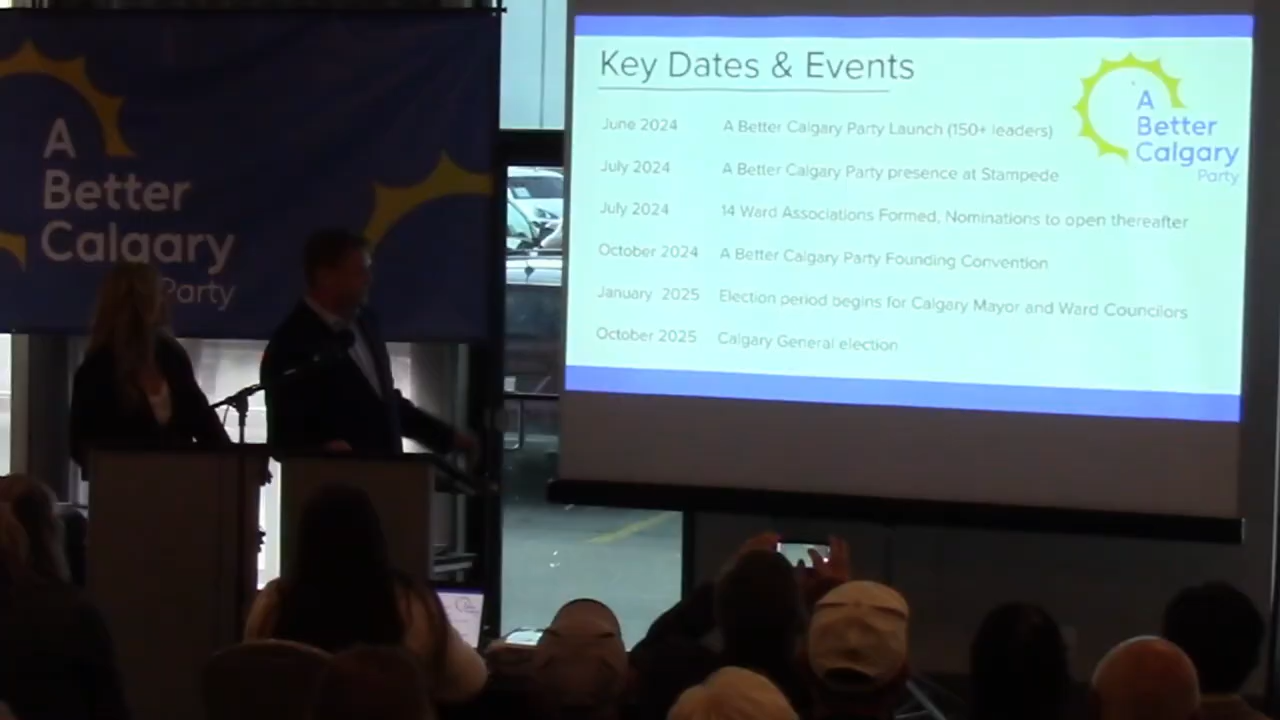 A
Better
Calgary
Party
Key Dates & Events
A
Better
Calgary
Party
June 2024 A Better Calgary Party Launch (150+ leaders)
July 2024 A Better Calgary Party presence at Stampede
July 2024 14 Ward Associations Formed, Nominations to open thereafter
October 2024 A Better Calgary Party Founding Convention
January 2025 Election period begins for Calgary Mayor and Ward Councilors
October 2025 Calgary General election